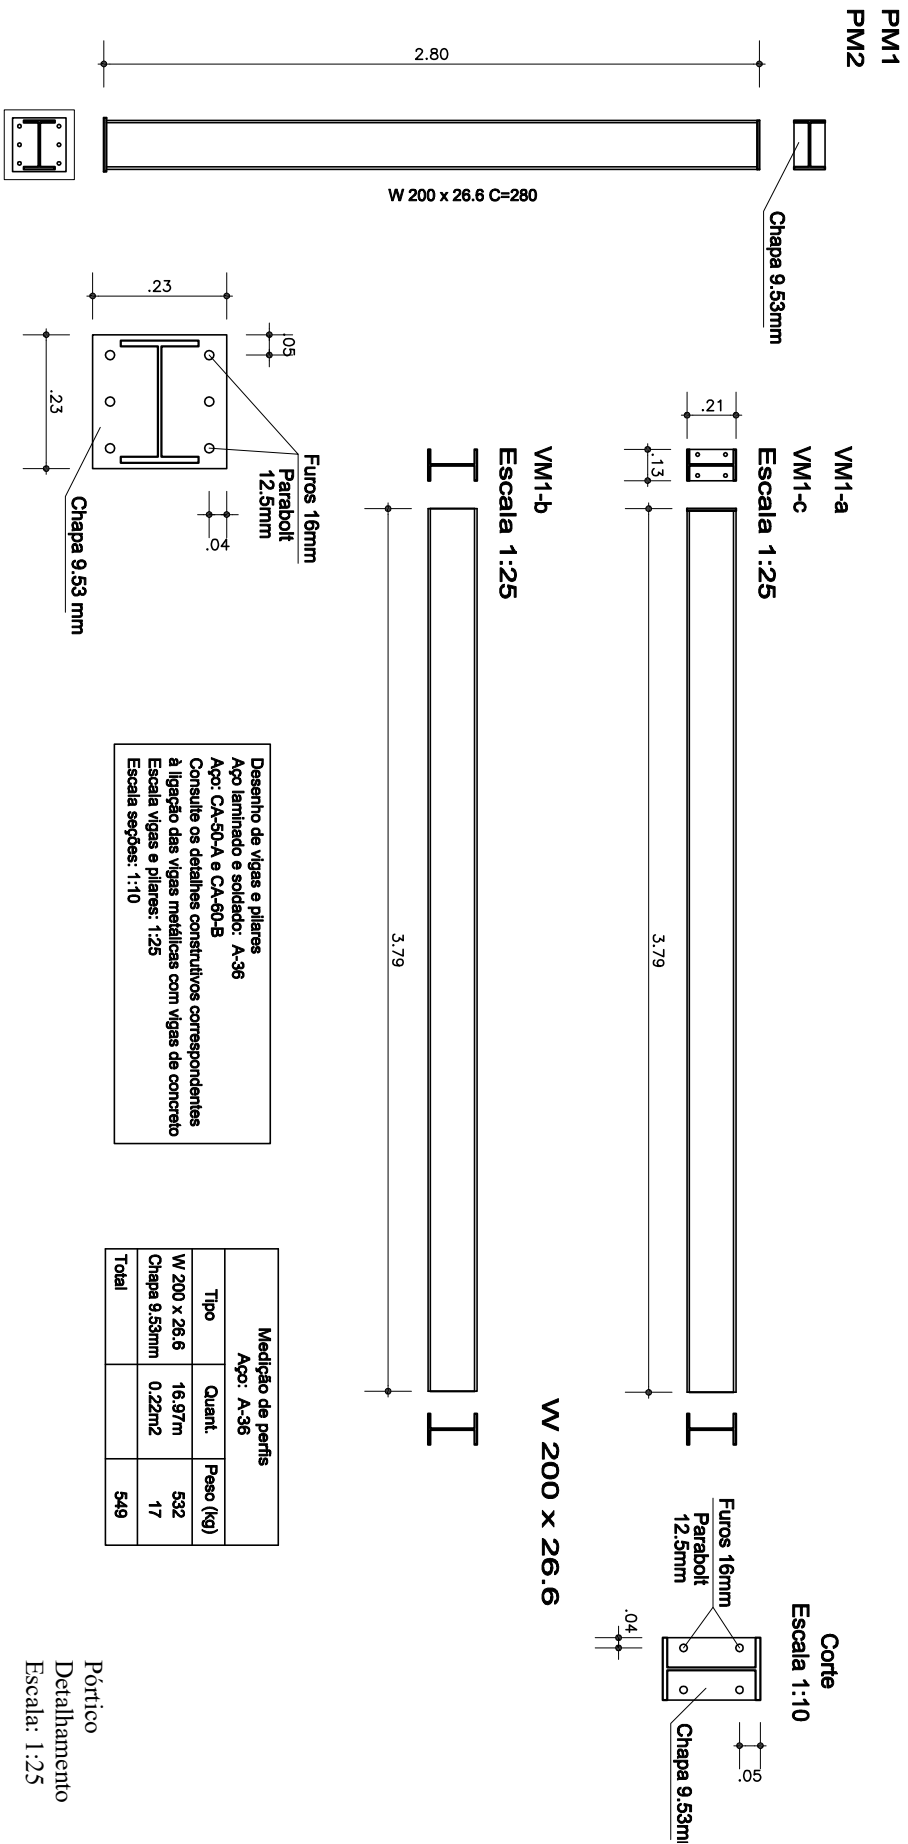 PM1
PM2
2.80
W 200 x 26.6 C=280
Chapa 9.53mm
.23
.23
.05
.04
Furos 16mm
Parabolt
12.5mm
Chapa 9.53 mm
VM1-a
VM1-c
Escala 1:25
.21
.13
3.79
VM1-b
Escala 1:25
3.79
W 200 x 26.6
Corte
Escala 1:10
Furos 16mm
Parabolt
12.5mm
.04
.05
Chapa 9.53mm
Desenho de vigas e pilares
Aço laminado e soldado: A-36
Aço: CA-50-A e CA-60-B
Consulte os detalhes construtivos correspondentes
à ligação das vigas metálicas com vigas de concreto
Escala vigas e pilares: 1:25
Escala seções: 1:10
Medição de perfis
Aço: A-36
Tipo Quant. Peso (kg)
W 200 x 26.6 16.97m 532
Chapa 9.53mm 0.22m2 17
Total 549
Pórtico
Detalhamento
Escala: 1:25